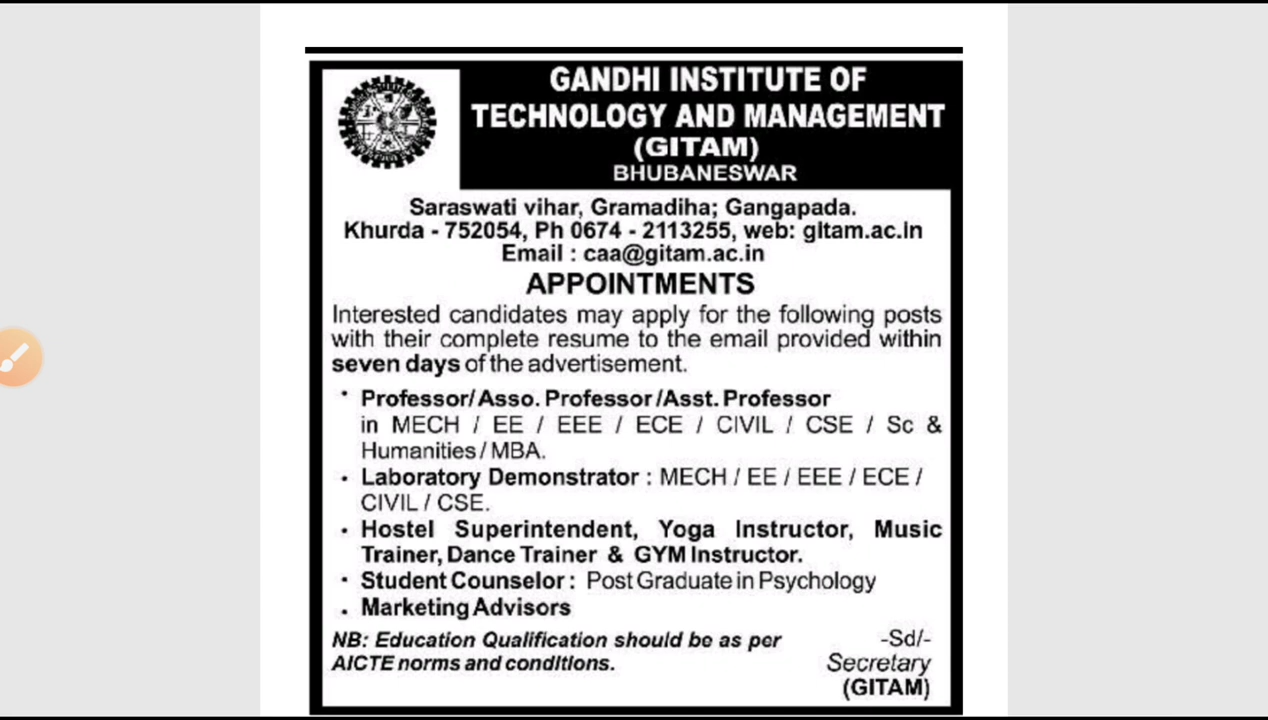 GANDHI INSTITUTE OF
TECHNOLOGY AND MANAGEMENT
(GITAM)
BHUBANESWAR
Saraswati vihar, Gramadiha; Gangapada.
Khurda - 752054, Ph 0674 - 2113255, web: gitam.ac.in
Email : caa@gitam.ac.in
APPOINTMENTS
Interested candidates may apply for the following posts
with their complete resume to the email provided within
seven days of the advertisement.
• Professor/ Asso. Professor /Asst. Professor
in MECH / EE / EEE / ECE / CIVIL / CSE / Sc &
Humanities / MBA.
• Laboratory Demonstrator : MECH / EE / EEE / ECE /
CIVIL / CSE.
• Hostel Superintendent, Yoga Instructor, Music
Trainer, Dance Trainer & GYM Instructor.
• Student Counselor : Post Graduate in Psychology
• Marketing Advisors
NB: Education Qualification should be as per
AICTE norms and conditions.
-Sd/-
Secretary
(GITAM)